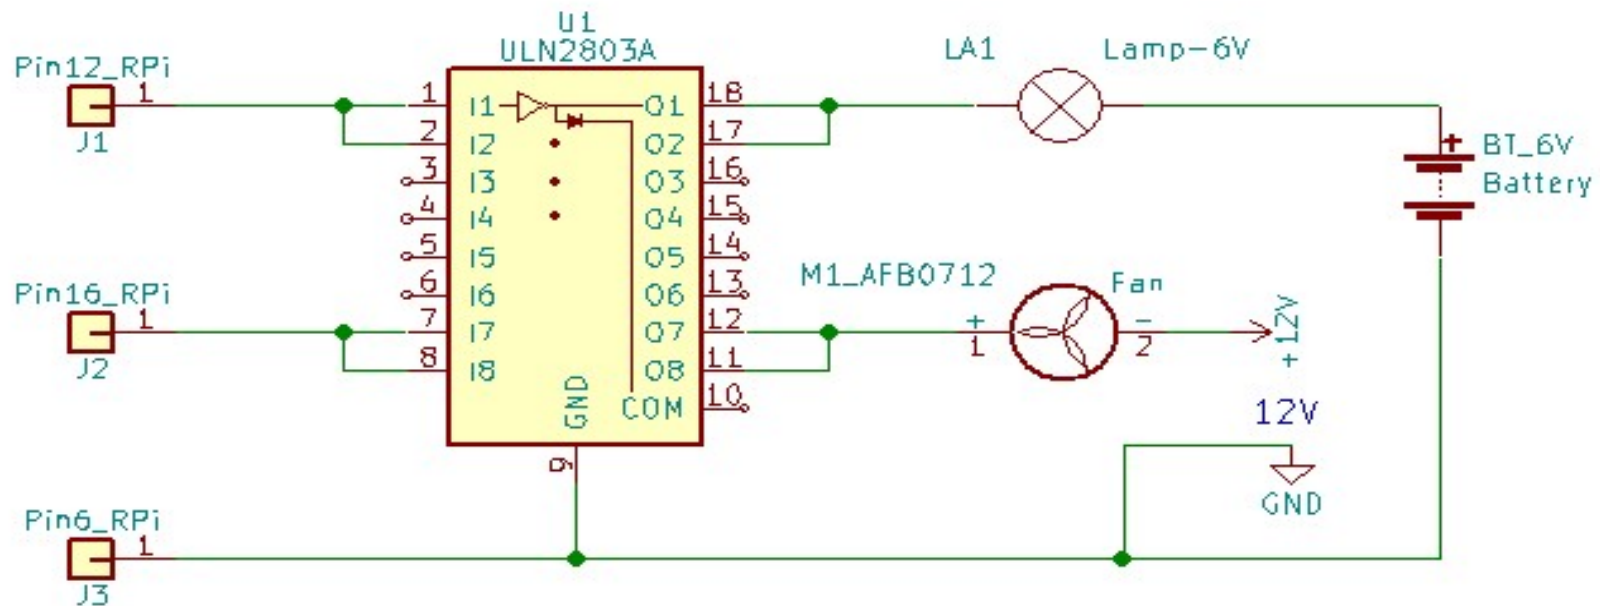 U1
ULN2803A
LA1
Lamp-6V
Pin12_RPi
1
J1
1
2
3
4
5
6
7
8
I1
I2
I3
I4
I5
I6
I7
I8
O1
O2
O3
O4
O5
O6
O7
O8
COM
GND
9
18
17
16
15
14
13
12
11
10
+
BT_6V
Battery
M1_AFB0712
Fan
+
1
-
2
+12V
12V
GND
Pin16_RPi
1
J2
Pin6_RPi
1
J3